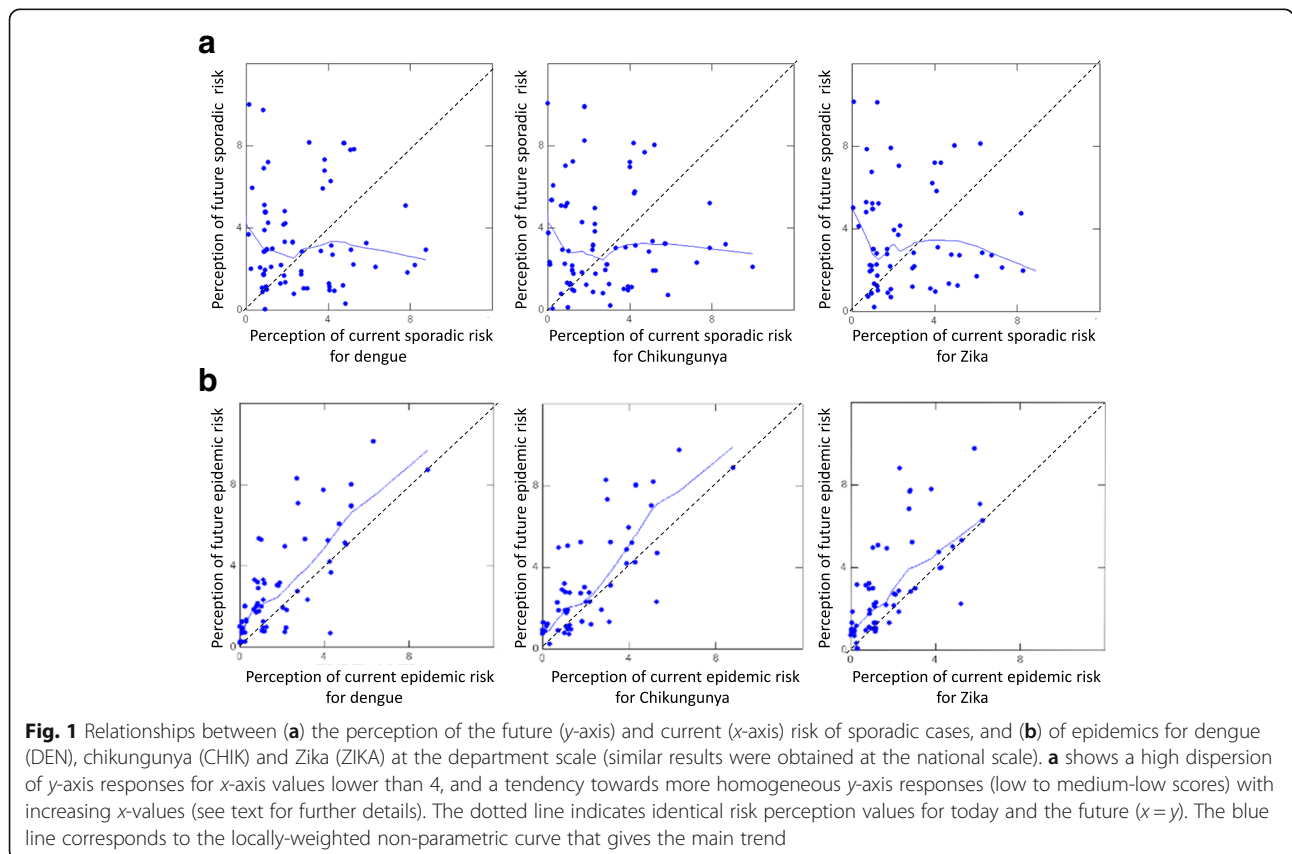 a
Perception of future sporadic risk
8
4
0
0
4
8
Perception of current sporadic risk
for dengue
Perception of future sporadic risk
8
4
0
0
4
8
Perception of current sporadic risk
for Chikungunya
Perception of future sporadic risk
8
4
0
0
4
8
Perception of current sporadic risk
for Zika
b
Perception of future epidemic risk
8
4
0
0
4
8
Perception of current epidemic risk
for dengue
Perception of future epidemic risk
8
4
0
0
4
8
Perception of current epidemic risk
for Chikungunya
Perception of future epidemic risk
8
4
0
0
4
8
Perception of current epidemic risk
for Zika
Fig. 1 Relationships between (a) the perception of the future (y-axis) and current (x-axis) risk of sporadic cases, and (b) of epidemics for dengue
(DEN), chikungunya (CHIK) and Zika (ZIKA) at the department scale (similar results were obtained at the national scale). a shows a high dispersion
of y-axis responses for x-axis values lower than 4, and a tendency towards more homogeneous y-axis responses (low to medium-low scores) with
increasing x-values (see text for further details). The dotted line indicates identical risk perception values for today and the future (x = y). The blue
line corresponds to the locally-weighted non-parametric curve that gives the main trend